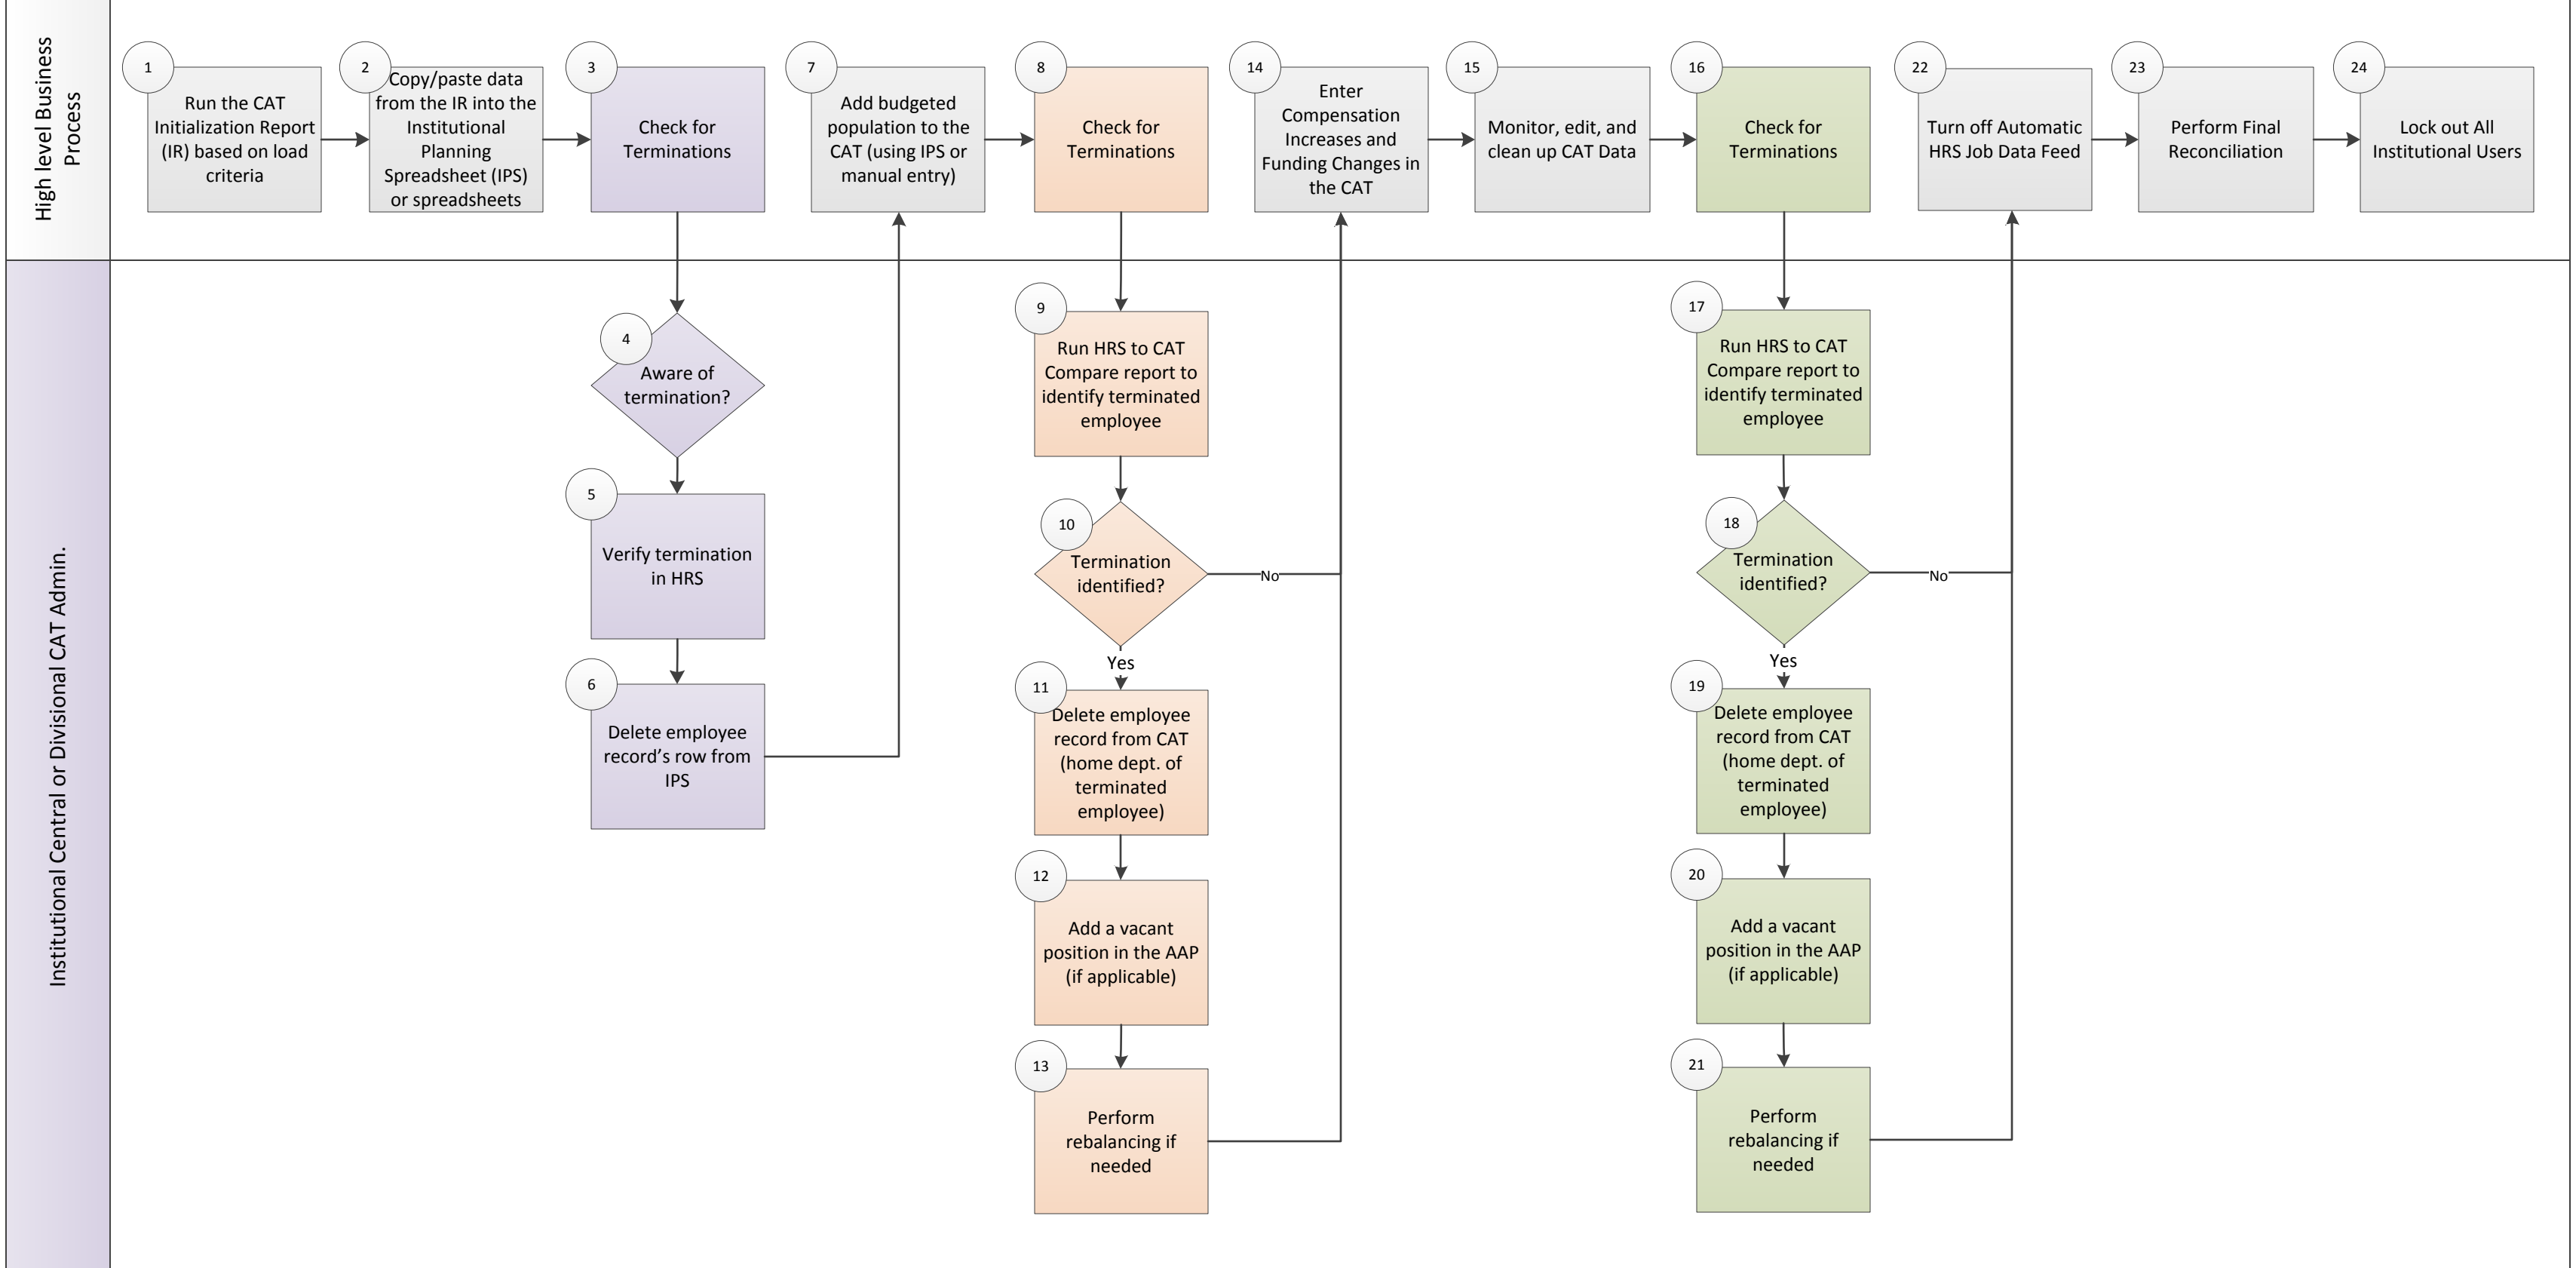 High level Business
Process
1
Run the CAT
Initialization Report
(IR) based on load
criteria
2
Copy/paste data
from the IR into the
Institutional
Planning
Spreadsheet (IPS)
or spreadsheets
3
Check for
Terminations
7
Add budgeted
population to the
CAT (using IPS or
manual entry)
8
Check for
Terminations
14
Enter
Compensation
Increases and
Funding Changes in
the CAT
15
Monitor, edit, and
clean up CAT Data
16
Check for
Terminations
22
Turn off Automatic
HRS Job Data Feed
23
Perform Final
Reconciliation
24
Lock out All
Institutional Users
Institutional Central or Divisional CAT Admin.
4
Aware of
termination?
5
Verify termination
in HRS
6
Delete employee
record’s row from
IPS
9
Run HRS to CAT
Compare report to
identify terminated
employee
10
Termination
identified?
No
Yes
11
Delete employee
record from CAT
(home dept. of
terminated
employee)
12
Add a vacant
position in the AAP
(if applicable)
13
Perform
rebalancing if
needed
17
Run HRS to CAT
Compare report to
identify terminated
employee
18
Termination
identified?
No
Yes
19
Delete employee
record from CAT
(home dept. of
terminated
employee)
20
Add a vacant
position in the AAP
(if applicable)
21
Perform
rebalancing if
needed